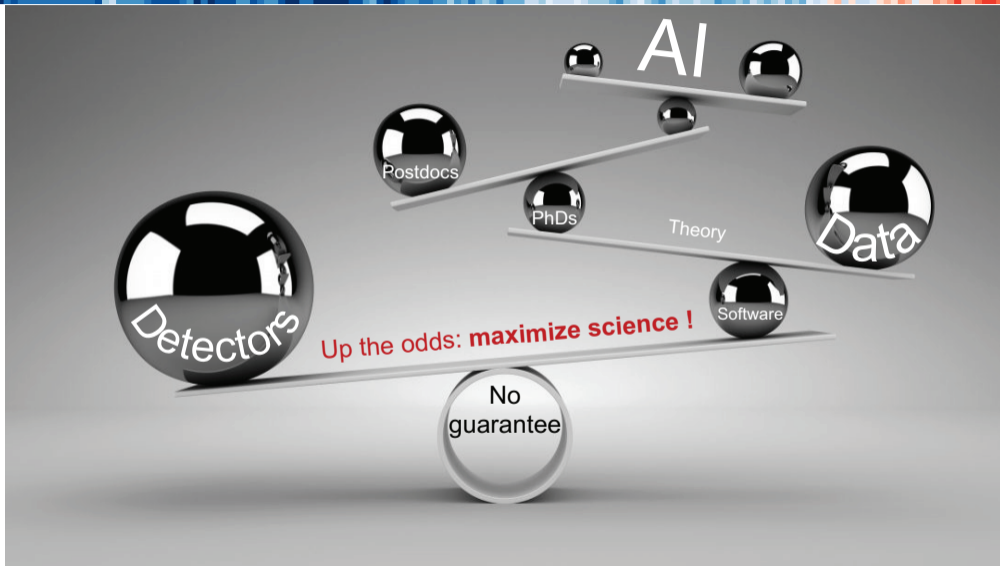 AI
Postdocs
PhDs
Theory
Data
Detectors
Software
Up the odds: maximize science !
No
guarantee